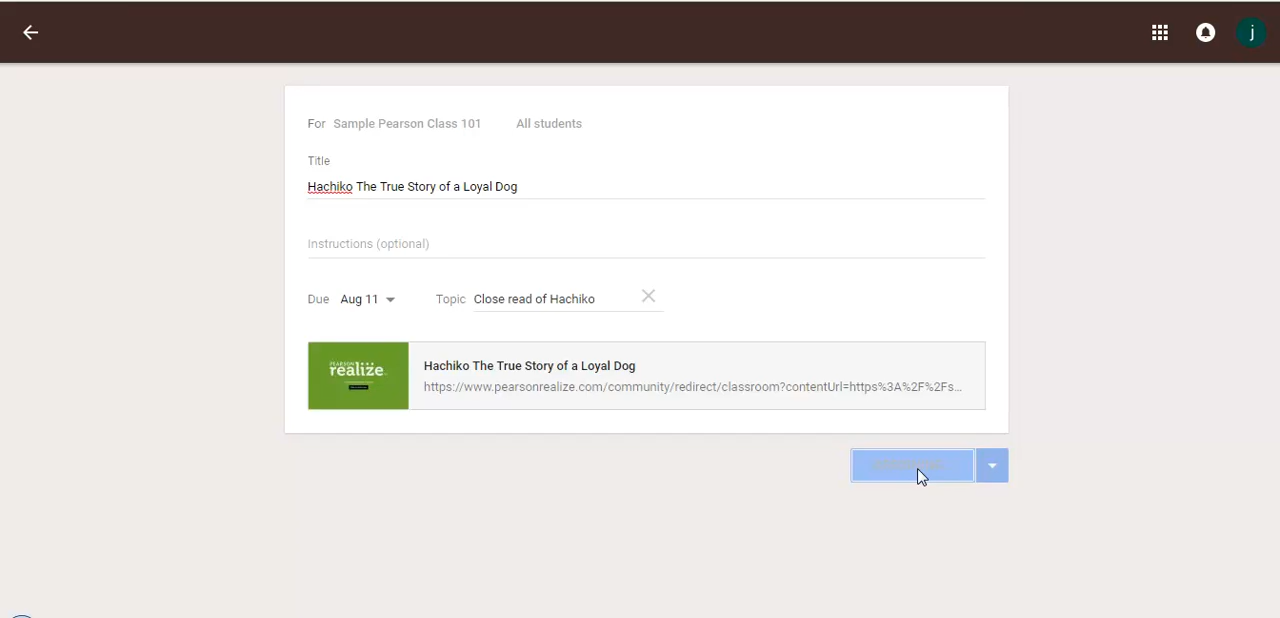 j
For Sample Pearson Class 101 All students
Title
Hachiko The True Story of a Loyal Dog
Instructions (optional)
Due Aug 11 Topic Close read of Hachiko
PEARSON
realize
Hachiko The True Story of a Loyal Dog
https://www.pearsonrealize.com/community/redirect/classroom?contentUrl=https%3A%2F%2Fs...